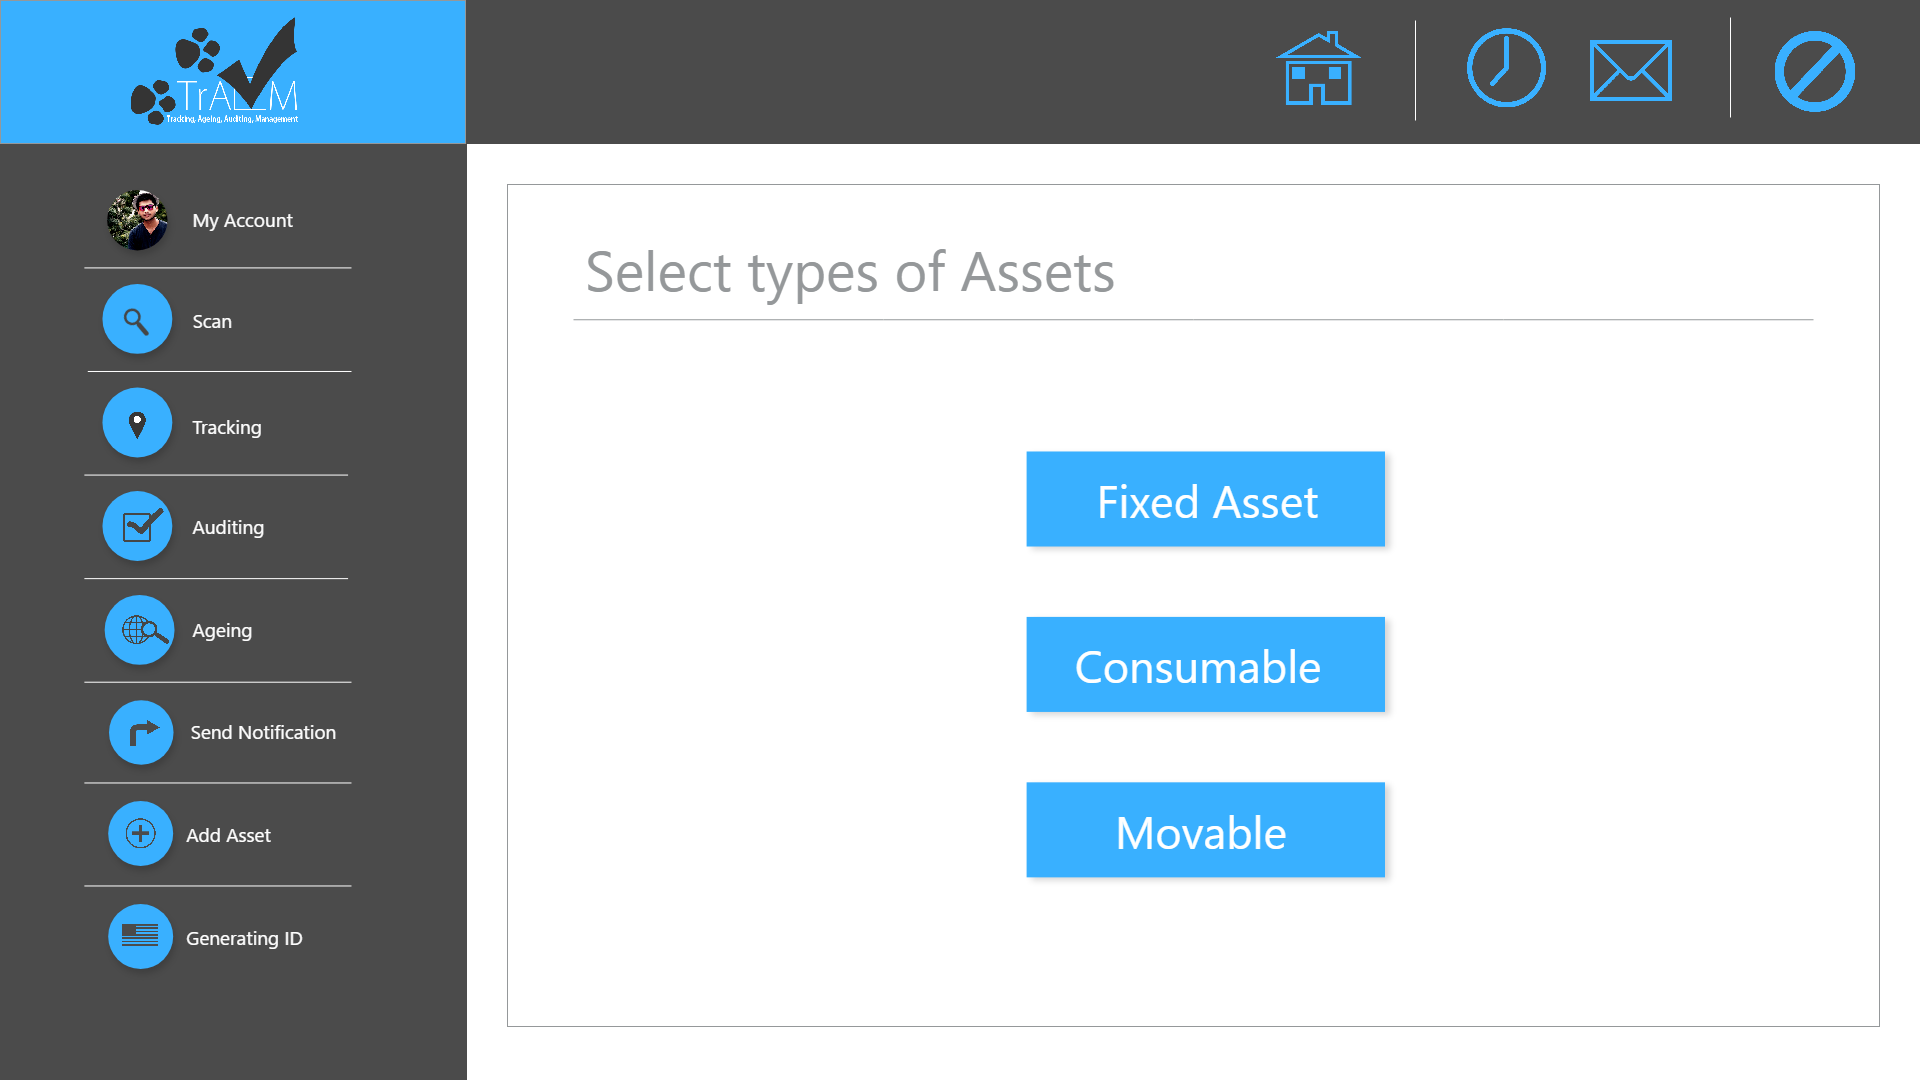 TrAAM
Tracking, Ageing, Auditing, Management
My Account
Scan
Tracking
Auditing
Ageing
Send Notification
Add Asset
Generating ID
Select types of Assets
Fixed Asset
Consumable
Movable